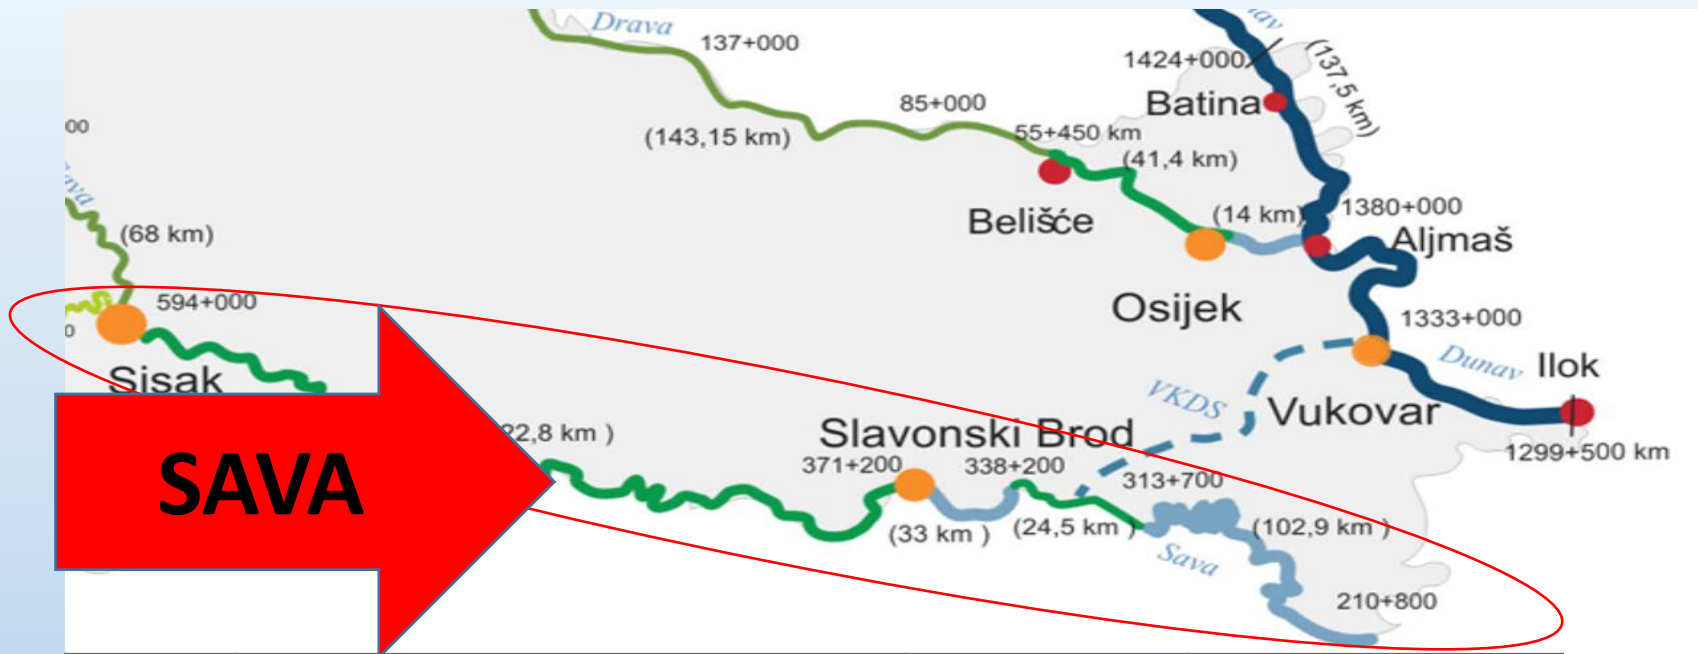 Drava
137+000
1424+000
(137,5 km)
Batina
85+000
55+450 km
(143,15 km)
(41,4 km)
Belišće
(14 km)
1380+000
Aljmaš
(68 km)
594+000
Osijek
1333+000
Dunav
Ilok
Sisak
VKDS
Vukovar
22,8 km )
Slavonski Brod
1299+500 km
371+200
338+200
313+700
SAVA
(33 km )
(24,5 km )
(102,9 km )
Sava
210+800